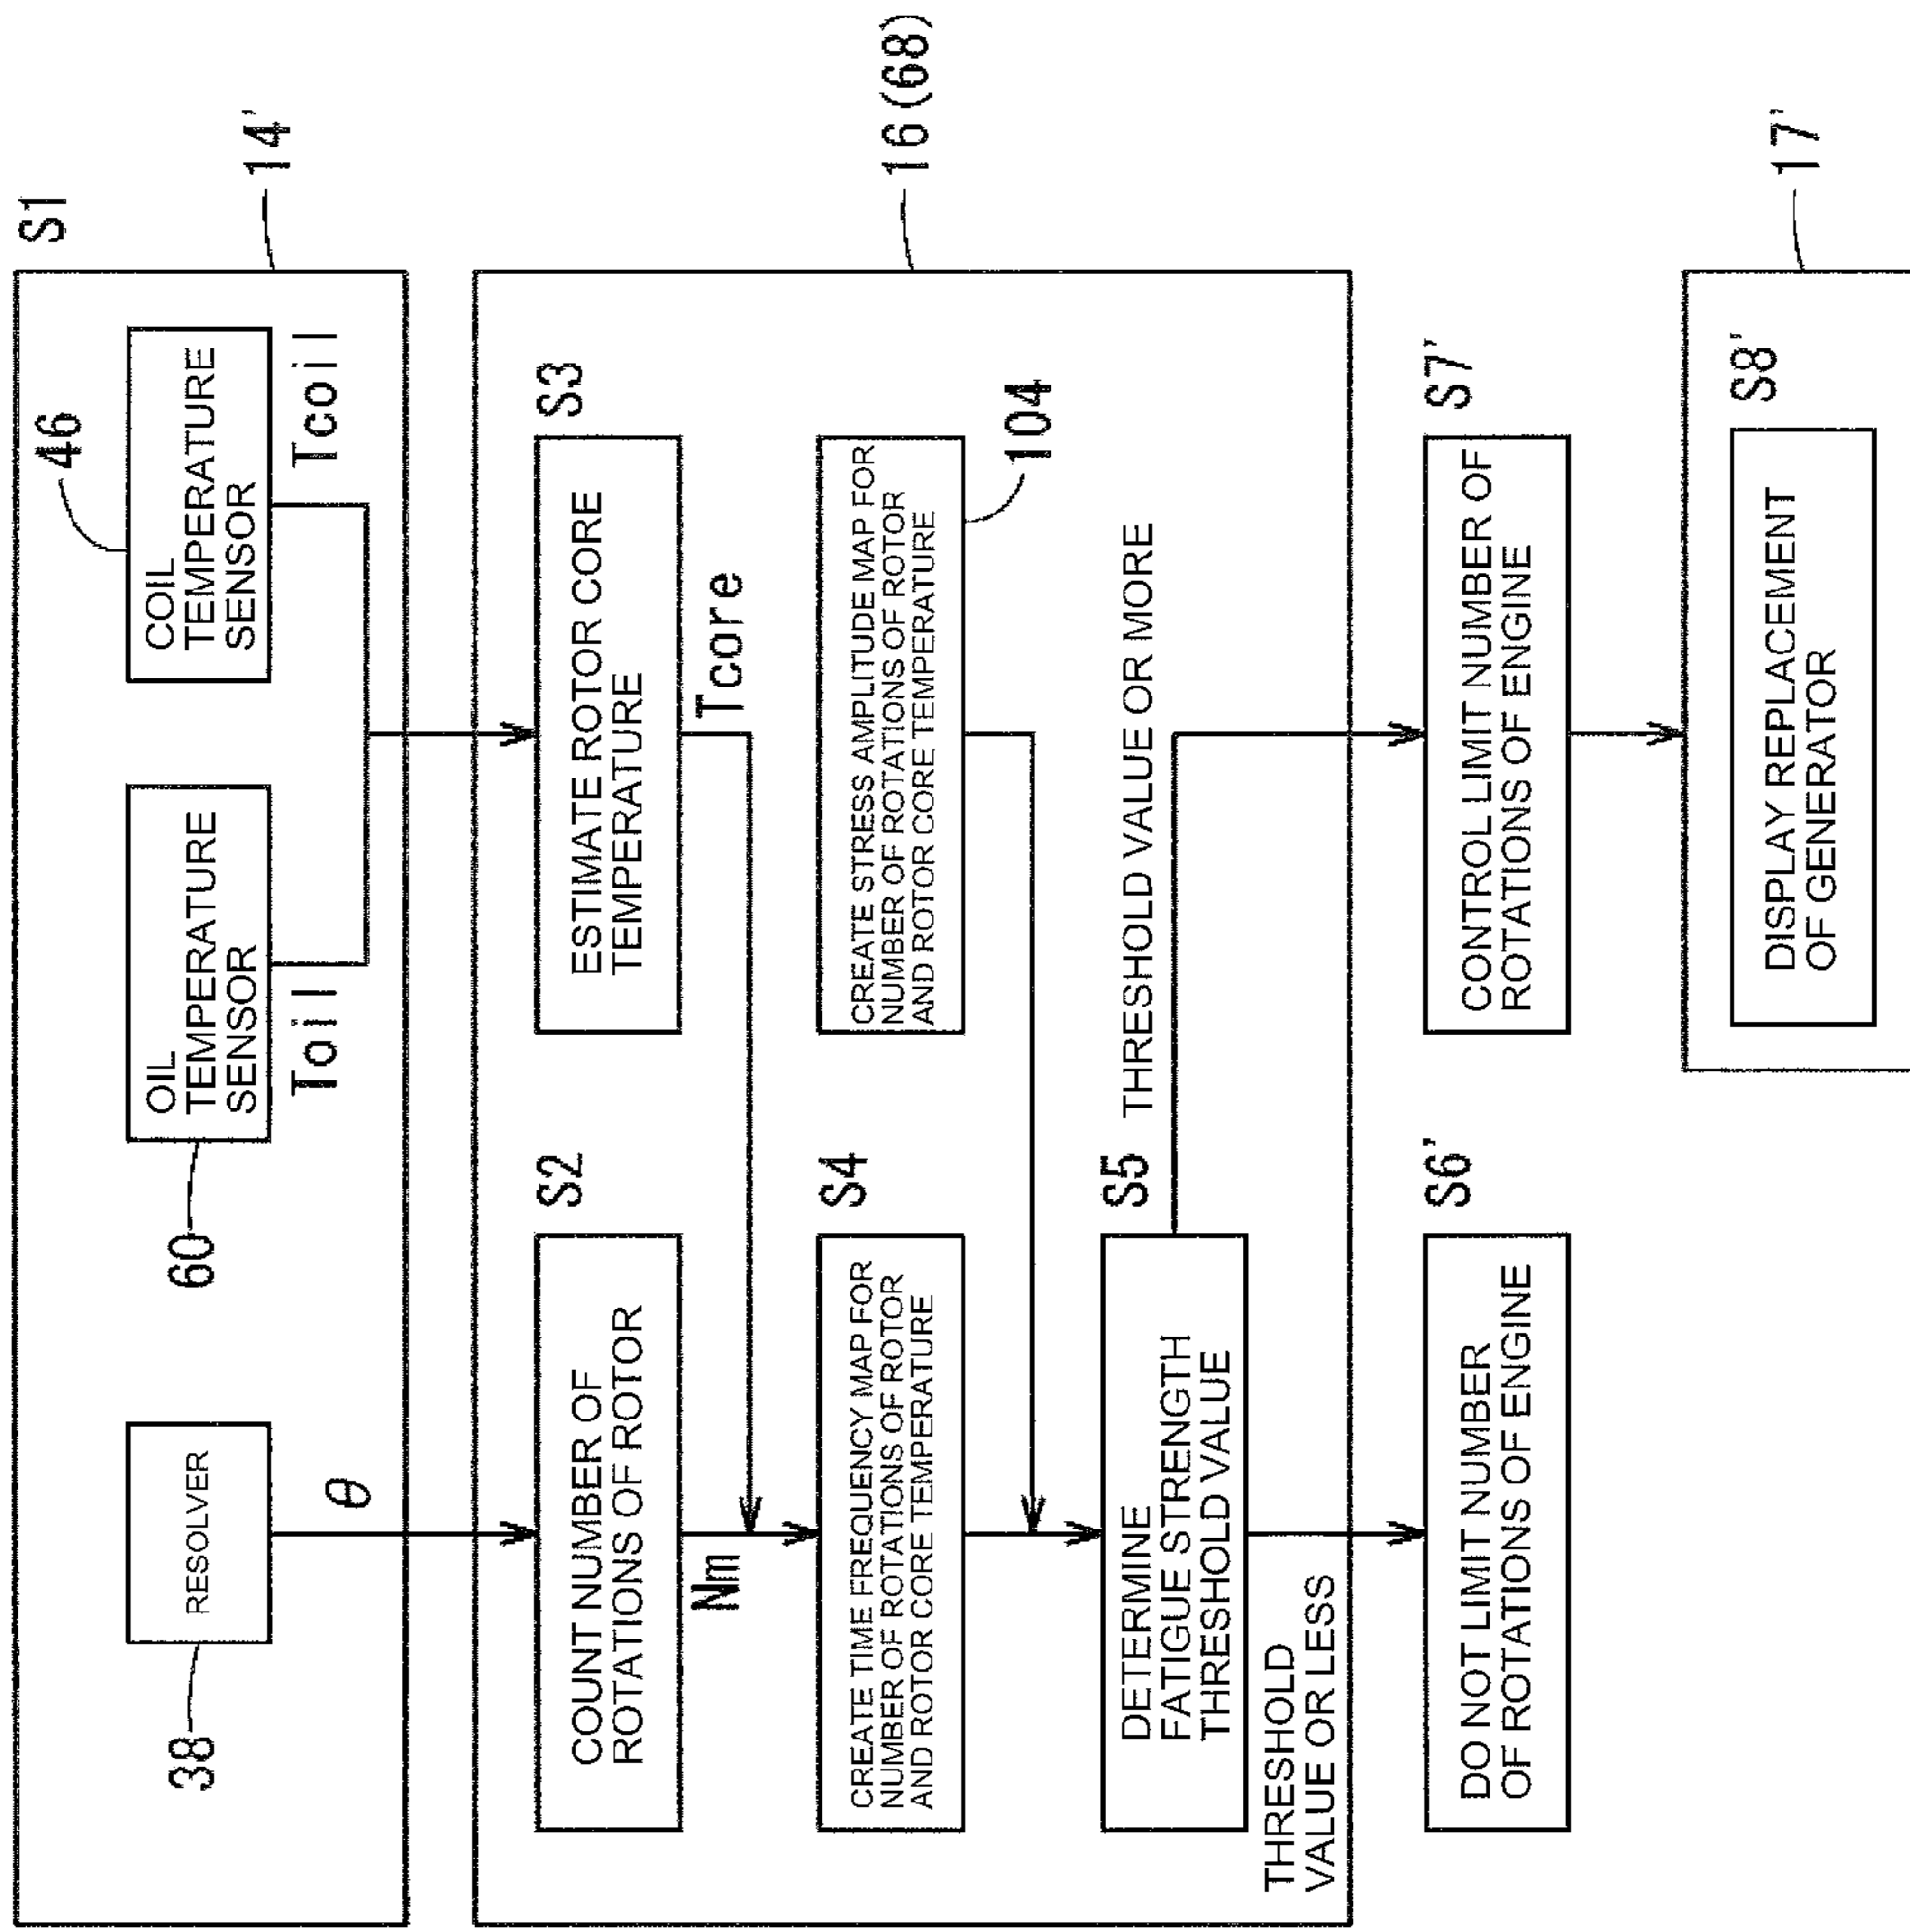 S1
14'
38
RESOLVER
θ
60
OIL
TEMPERATURE
SENSOR
Toil
46
COIL
TEMPERATURE
SENSOR
Tcoil
16(68)
S2
COUNT NUMBER OF
ROTATIONS OF ROTOR
Nm
S3
ESTIMATE ROTOR CORE
TEMPERATURE
Tcore
S4
CREATE TIME FREQUENCY MAP FOR
NUMBER OF ROTATIONS OF ROTOR
AND ROTOR CORE TEMPERATURE
CREATE STRESS AMPLITUDE MAP FOR
NUMBER OF ROTATIONS OF ROTOR
AND ROTOR CORE TEMPERATURE
104
S5
DETERMINE
FATIGUE STRENGTH
THRESHOLD VALUE
THRESHOLD VALUE OR MORE
THRESHOLD
VALUE OR LESS
S6'
DO NOT LIMIT NUMBER
OF ROTATIONS OF ENGINE
S7'
CONTROL LIMIT NUMBER OF
ROTATIONS OF ENGINE
17'
S8'
DISPLAY REPLACEMENT
OF GENERATOR